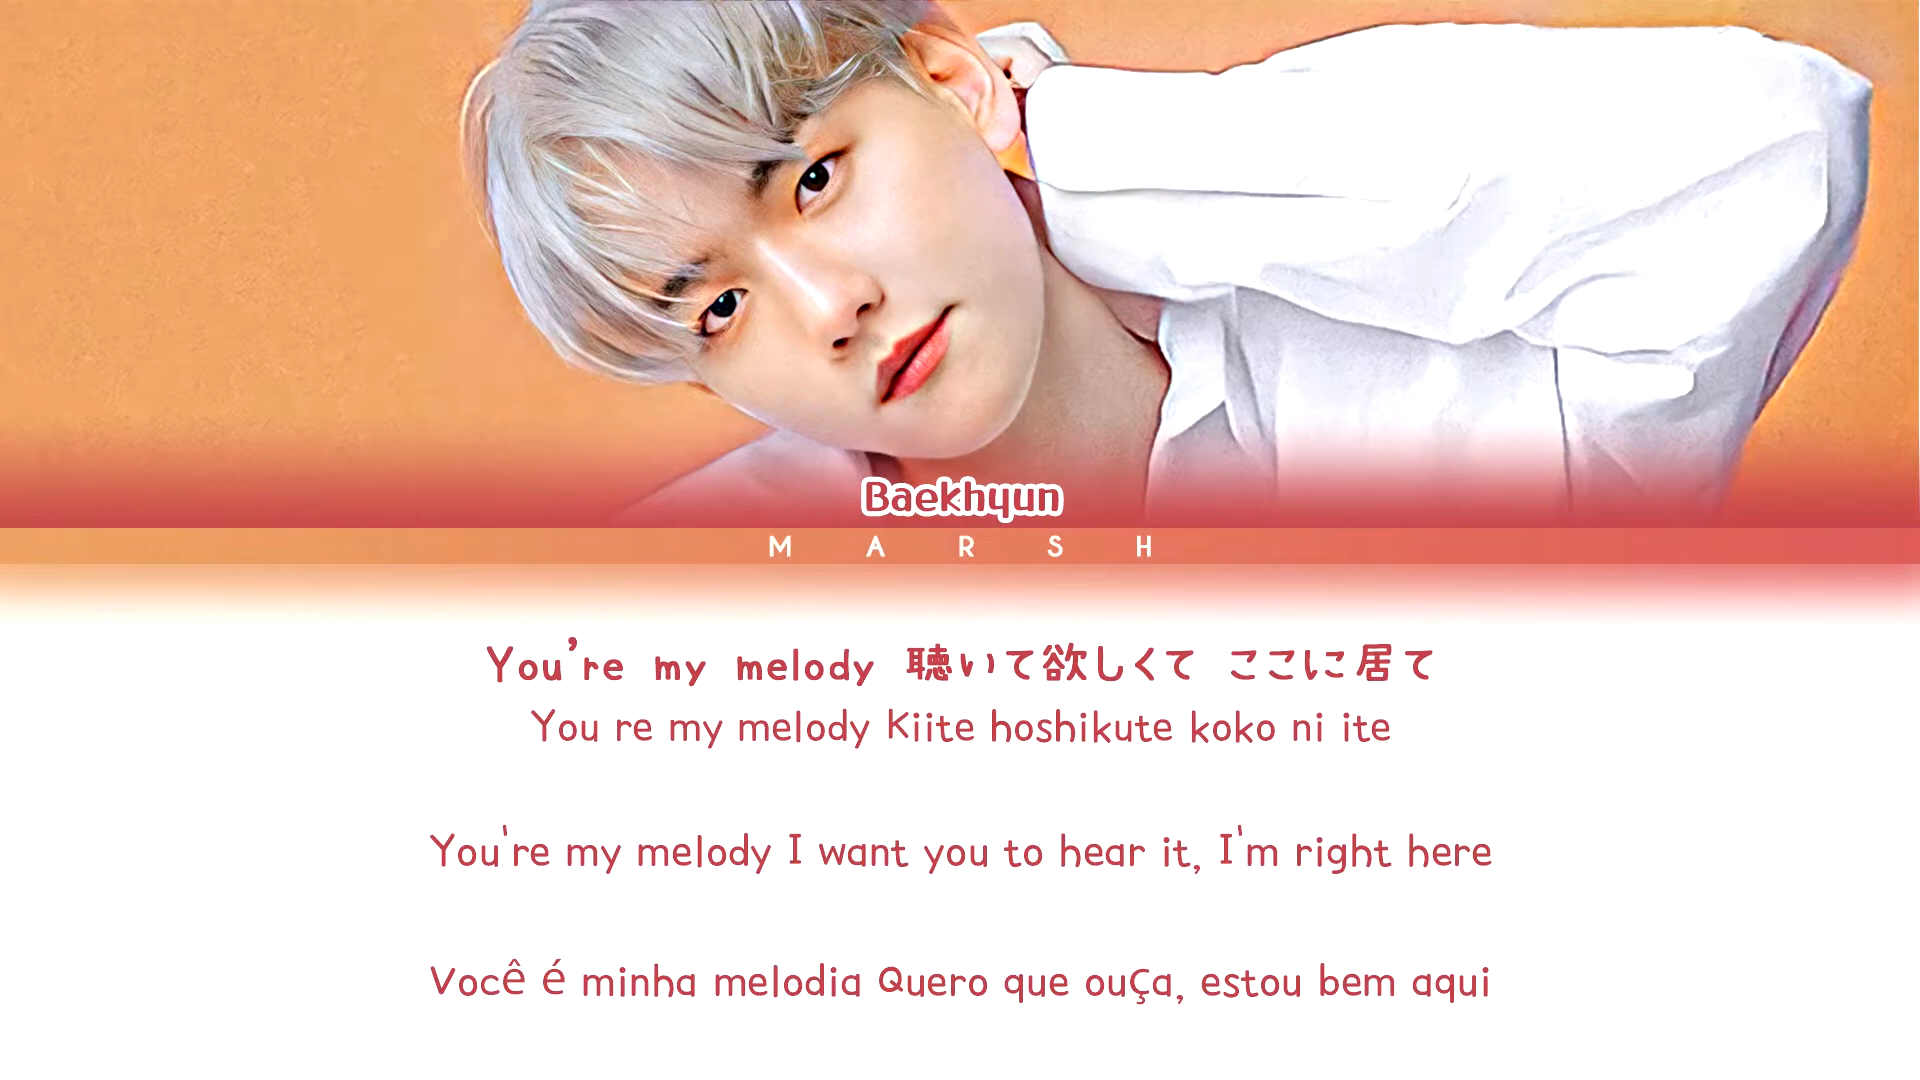 Baekhyun
MARSH
You’re my melody 聴いて欲しくて ここに居て
You re my melody Kiite hoshikute koko ni ite
You're my melody I want you to hear it, I'm right here
Você é minha melodia Quero que ouça, estou bem aqui